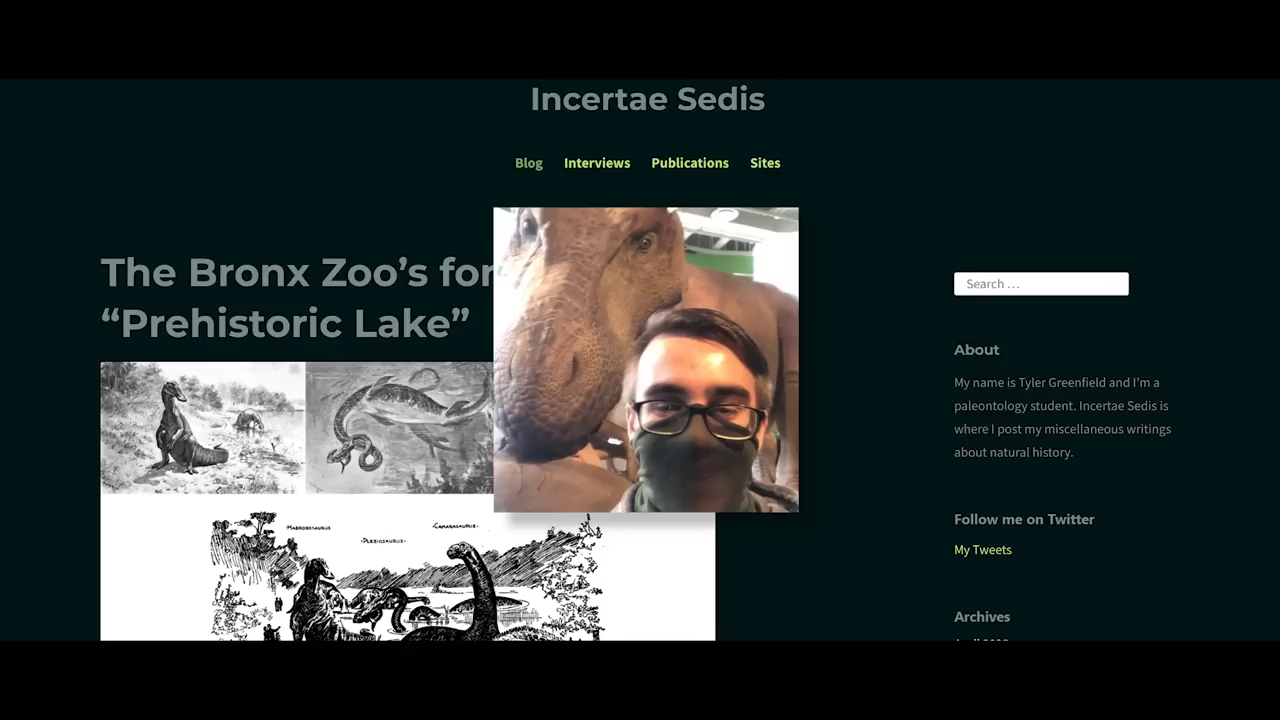 Incertae Sedis
Blog Interviews Publications Sites
The Bronx Zoo’s for
“Prehistoric Lake”
Search …
About
My name is Tyler Greenfield and I’m a
paleontology student. Incertae Sedis is
where I post my miscellaneous writings
about natural history.
Follow me on Twitter
My Tweets
Archives
-HADROSAURUS-
-CAMARASAURUS-
-PLESIOSAURUS-